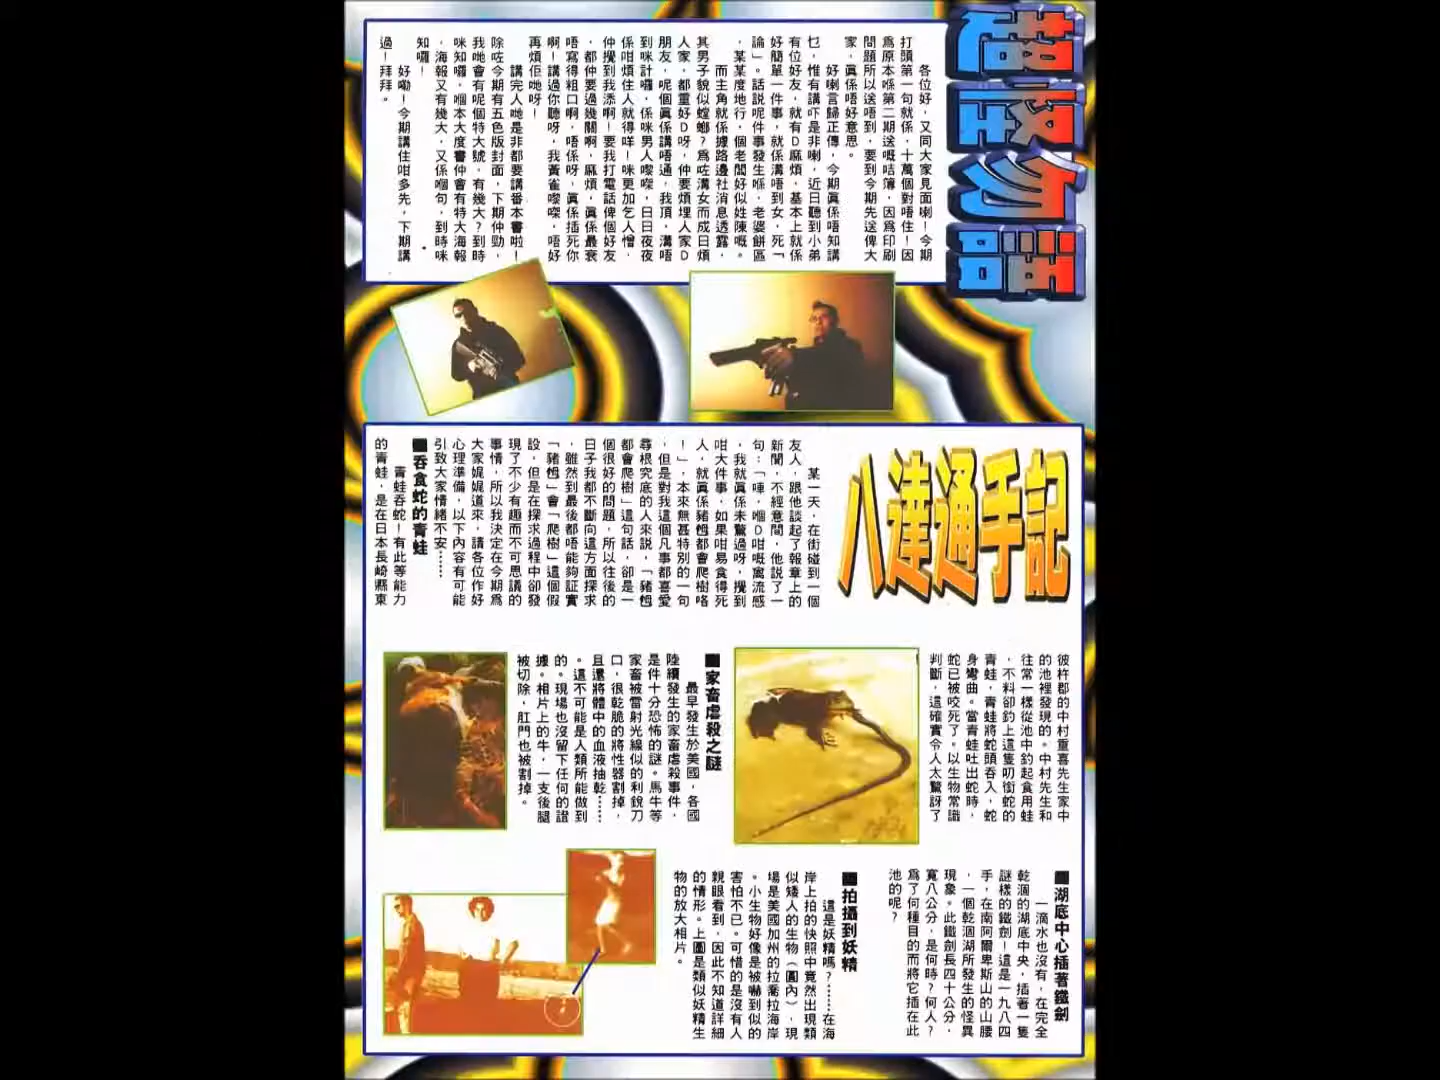 各位好，又同大家見面喇！今期
打頭第一句就係，十萬個對唔住！因
為原本喺第二期送嘅咭簿，因為印刷
問題所以送唔到，要到今期先送俾大
家，眞係唔好意思。
好喇言歸正傳，今期眞係唔知講
乜，惟有講吓是非喇，近日聽到小弟
有位好友，就有D麻煩，基本上就係
好簡單一件事，就係溝唔到女，死「
論」。話說呢件事發生喺，老婆餅區
，某某度地行，個老闆好似姓陳嘅。
而主角就係據路邊社消息透露，
其男子貌似螳螂？為咗溝女而成日煩
人家，都重好D呀，仲要煩埋人家D
朋友，呢個眞係講唔通，我頂，溝唔
到咪計囉，係咪男人嚟㗎，日日夜夜
係咁煩住人就得咩！咪更加乞人憎，
仲攪到我添啊！要我打電話俾個好友
，都仲要過幾關啊，麻煩，眞係最衰
唔寫得粗口啊，唔係呀，眞係插死你
啊！講過你聽呀，我黃雀嚟㗎，唔好
再煩佢哋呀！
講完人哋是非都要講番本書啦！
除咗今期有五色版封面，下期仲勁，
我哋會有呢個特大號，有幾大？到時
咪知囉。嗰本大度書仲會有特大海報
，海報又有幾大，又係嗰句，到時咪
知囉！
好嘞！今期講住咁多先，下期講
過！拜拜。
八達通手記
某一天，在街碰到一個
友人，跟他談起了報章上的
新聞，不經意間，他說了一
句：「嘩，嗰D咁嘅禽流感
，我就眞係未驚過呀，攪到
咁大件事，如果咁易食得死
人，就眞係豬乸都會爬樹咯
！」，本來無甚特別的一句
，但是對我這個凡事都喜愛
尋根究底的人來說，「豬乸
都會爬樹」這句話，卻是一
個很好的問題，所以往後的
日子我都不斷向這方面探求
，雖然到最後都唔能夠証實
「豬乸」會「爬樹」這個假
設，但是在探求過程中卻發
現了不少有趣而不可思議的
事情，所以我決定在今期為
大家娓娓道來，請各位作好
心理準備，以下內容有可能
引致大家情緒不安……
■吞食蛇的青蛙
青蛙吞蛇！有此等能力
的青蛙，是在日本長崎縣東
彼杵郡的中村重喜先生家中
的池裡發現的。中村先生和
往常一樣從池中釣起食用蛙
，不料卻釣上這隻叨銜蛇的
青蛙，青蛙將蛇頭吞入，蛇
身彎曲。當青蛙吐出蛇時，
蛇已被咬死了。以生物常識
判斷，這確實令人太驚訝了
！
■家畜虐殺之謎
最早發生於美國，各國
陸續發生的家畜虐殺事件，
是件十分恐怖的謎。馬牛等
家畜被雷射光線似的利銳刀
口，很乾脆的將性器割掉，
且還將體中的血液抽乾……
。這不可能是人類所能做到
的。現場也沒留下任何的證
據。相片上的牛，一支後腿
被切除，肛門也被割掉。
■湖底中心插著鐵劍
一滴水也沒有，在完全
乾涸的湖底中央，插著一隻
謎樣的鐵劍！這是一九八四
手，在南阿爾卑斯山的山腰
，一個乾涸湖所發生的怪異
現象。此鐵劍長四十公分，
寬八公分，是何時？何人？
為了何種目的而將它插在此
池的呢？
■拍攝到妖精
這是妖精嗎？……在海
岸上拍的快照中竟然出現類
似矮人的生物（圓內），現
場是美國加州的拉喬拉海岸
。小生物好像是被嚇到似的
害怕不已。可惜的是沒有人
親眼看到，因此不知道詳細
的情形。上圖是類似妖精生
物的放大相片。